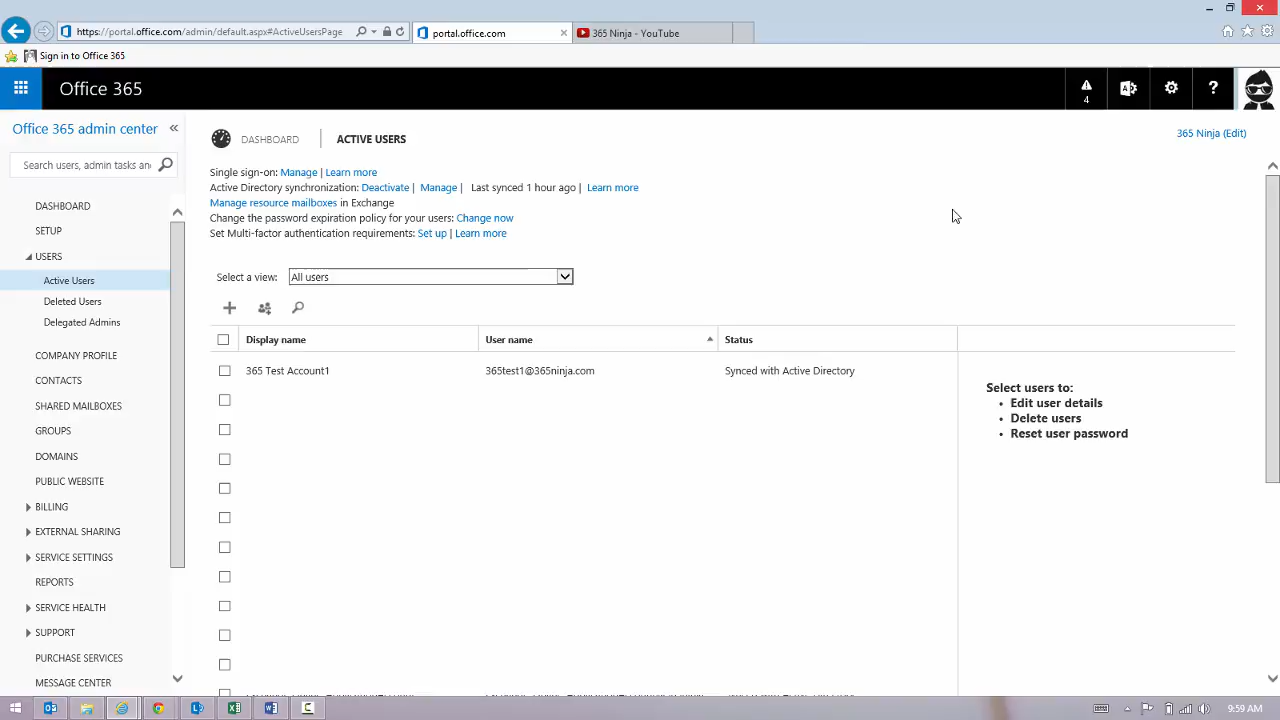 https://portal.office.com/admin/default.aspx#ActiveUsersPage
portal.office.com
365 Ninja - YouTube
Sign in to Office 365
Office 365
4
?
Office 365 admin center
«
Search users, admin tasks an
DASHBOARD
SETUP
USERS
Active Users
Deleted Users
Delegated Admins
COMPANY PROFILE
CONTACTS
SHARED MAILBOXES
GROUPS
DOMAINS
PUBLIC WEBSITE
BILLING
EXTERNAL SHARING
SERVICE SETTINGS
REPORTS
SERVICE HEALTH
SUPPORT
PURCHASE SERVICES
MESSAGE CENTER
DASHBOARD | ACTIVE USERS
365 Ninja (Edit)
Single sign-on: Manage | Learn more
Active Directory synchronization: Deactivate | Manage | Last synced 1 hour ago | Learn more
Manage resource mailboxes in Exchange
Change the password expiration policy for your users: Change now
Set Multi-factor authentication requirements: Set up | Learn more
Select a view: All users
Display name User name Status
365 Test Account1 365test1@365ninja.com Synced with Active Directory
Select users to:
• Edit user details
• Delete users
• Reset user password
9:59 AM